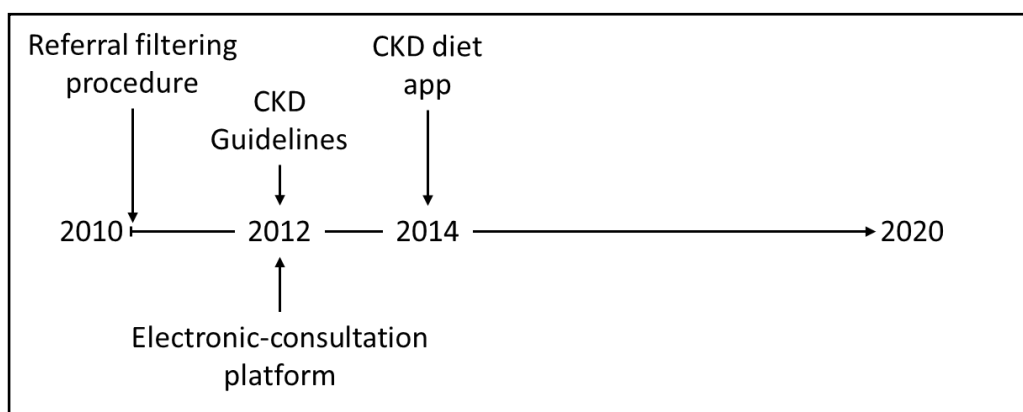 Referral filtering
procedure
CKD
Guidelines
CKD diet
app
2010
2012
2014
2020
Electronic-consultation
platform